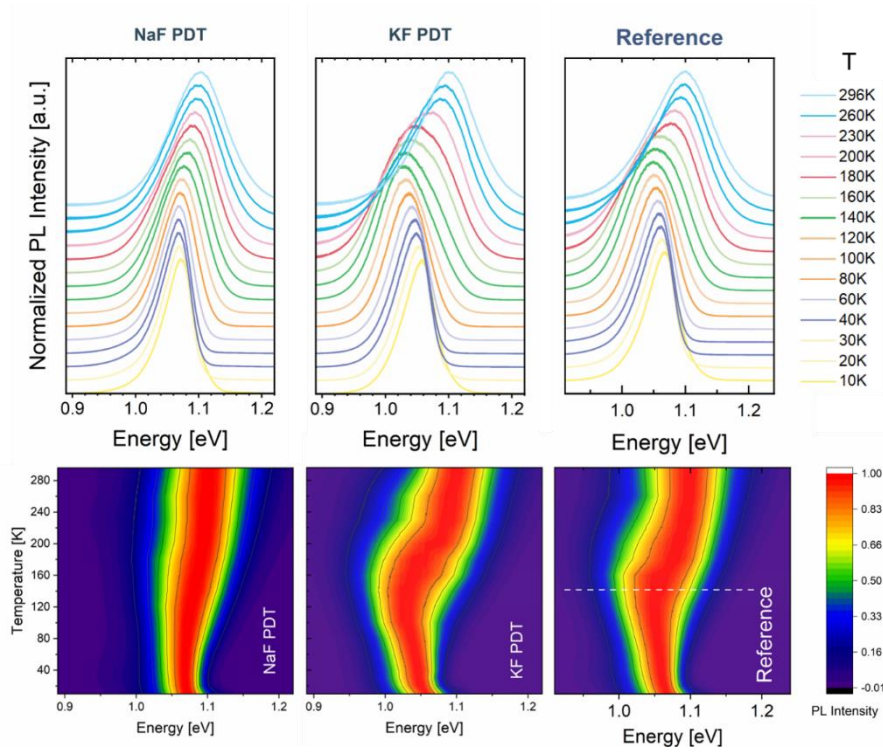 NaF PDT
KF PDT
Reference
T
Normalized PL Intensity [a.u.]
296K
260K
230K
200K
180K
160K
140K
120K
100K
80K
60K
40K
30K
20K
10K
0.9 1.0 1.1 1.2
0.9 1.0 1.1 1.2
1.0 1.1 1.2
Energy [eV]
Energy [eV]
Energy [eV]
Temperature [K]
280
240
200
160
120
80
40
NaF PDT
KF PDT
Reference
0.9 1.0 1.1 1.2
0.9 1.0 1.1 1.2
1.0 1.1 1.2
Energy [eV]
Energy [eV]
Energy [eV]
1.00
0.83
0.66
0.49
0.33
0.16
-0.01
PL Intensity